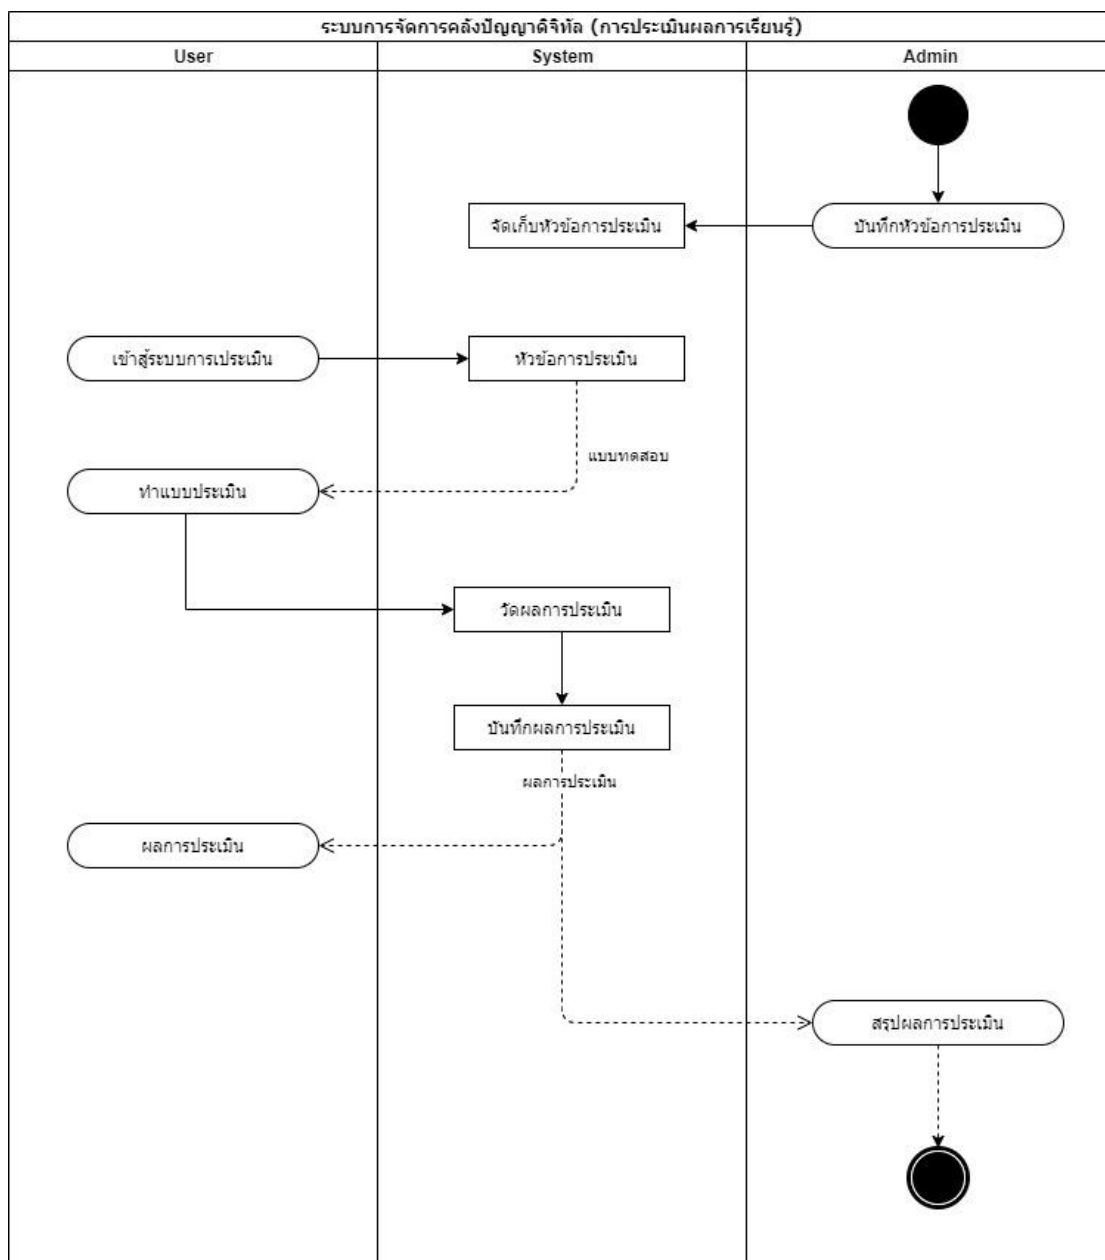 ระบบการจัดการคลังปัญญาดิจิทัล (การประเมินผลการเรียนรู้)
User
System
Admin
จัดเก็บหัวข้อการประเมิน
บันทึกหัวข้อการประเมิน
เข้าสู่ระบบการเประเมิน
หัวข้อการประเมิน
แบบทดสอบ
ทำแบบประเมิน
วัดผลการประเมิน
บันทึกผลการประเมิน
ผลการประเมิน
ผลการประเมิน
สรุปผลการประเมิน